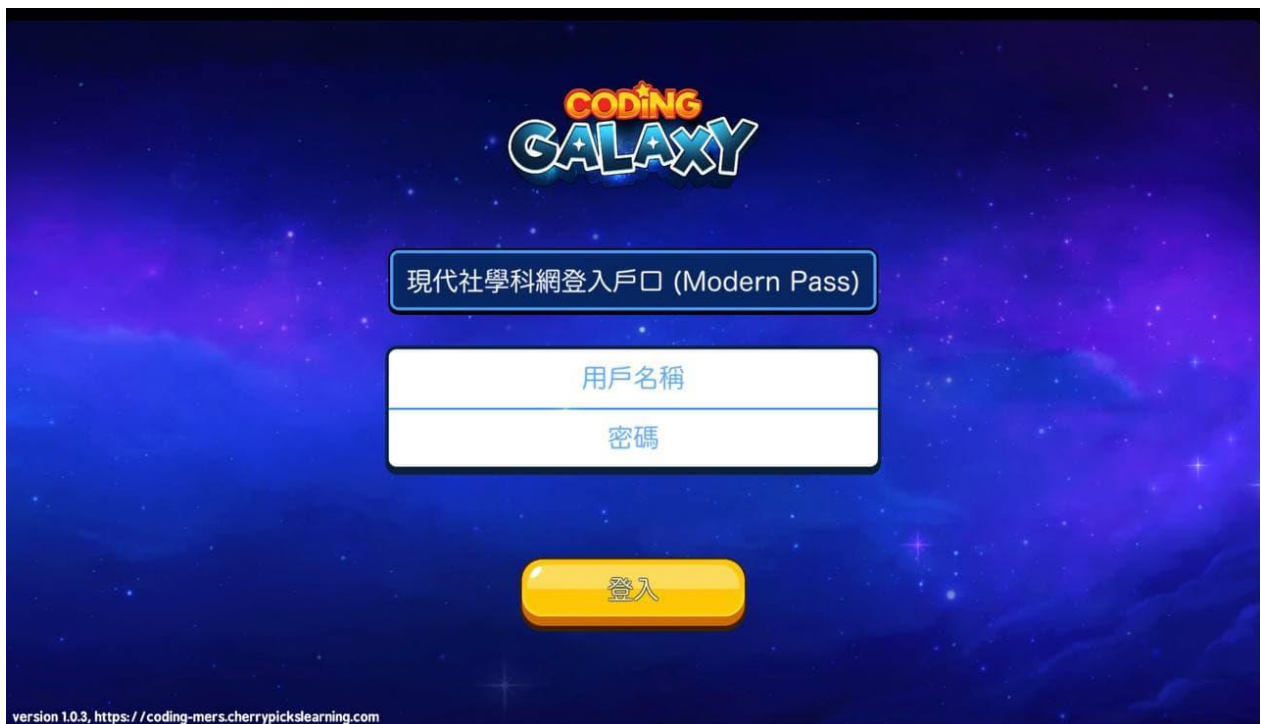 CODING
GALAXY
現代社學科網登入戶口 (Modern Pass)
用戶名稱
密碼
登入
version 1.0.3, https://coding-mers.cherrypickslearning.com